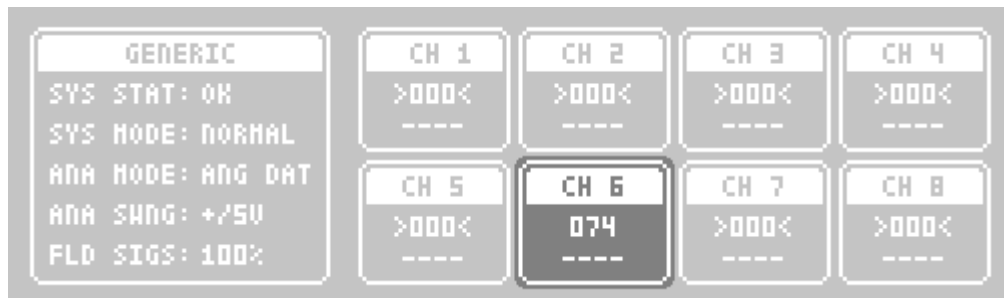 GENERIC
SYS STAT: OK
SYS MODE: NORMAL
ANA MODE: ANG DAT
ANA SWNG: +/5V
FLD SIGS: 100%
CH 1
>000<
----
CH 2
>000<
----
CH 3
>000<
----
CH 4
>000<
----
CH 5
>000<
----
CH 6
074
----
CH 7
>000<
----
CH 8
>000<
----